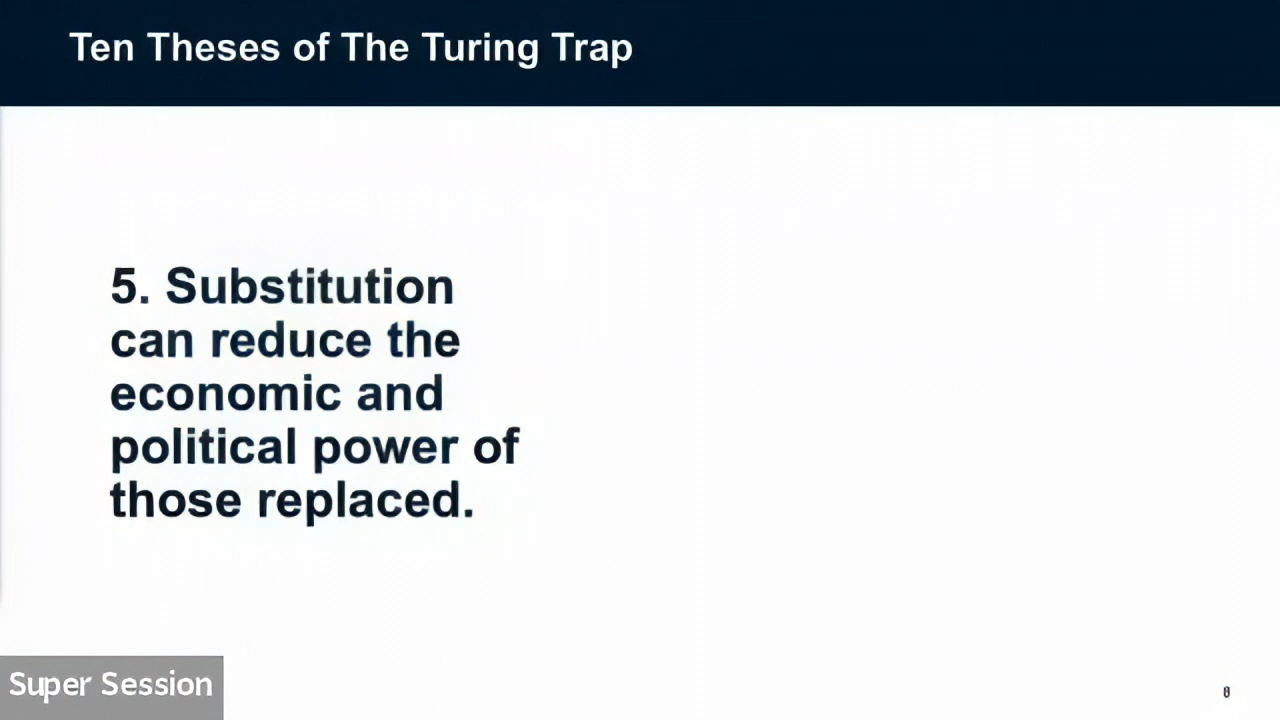 Ten Theses of The Turing Trap
5. Substitution
can reduce the
economic and
political power of
those replaced.
Super Session
8